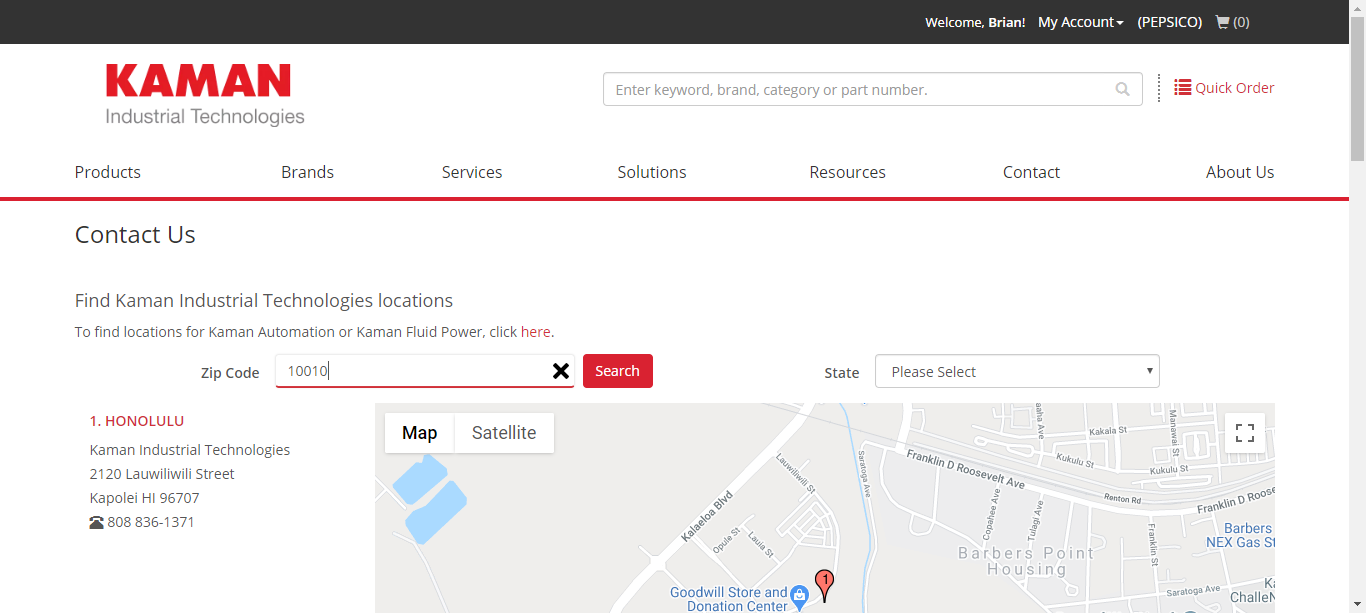 Welcome, Brian! My Account (PEPSICO) (0)
KAMAN
Industrial Technologies
Enter keyword, brand, category or part number.
Quick Order
Products Brands Services Solutions Resources Contact About Us
Contact Us
Find Kaman Industrial Technologies locations
To find locations for Kaman Automation or Kaman Fluid Power, click here.
Zip Code 10010 Search State Please Select
1. HONOLULU
Kaman Industrial Technologies
2120 Lauwiliwili Street
Kapolei HI 96707
808 836-1371
Map Satellite
Kakala St
Manawai St
Kukulu St
Kukulu St
Lauwiliwili St
Saratoga Ave
Franklin D Roosevelt Ave
Renton Rd
Franklin D Roose
Kalaeloa Blvd
Opule St
Lauia St
Copahee Ave
Tulagi Ave
Franklin St
Barbers
NEX Gas St
Barbers Point
Housing
1
Goodwill Store and
Donation Center
Saratoga Ave
Ka
ChalleN